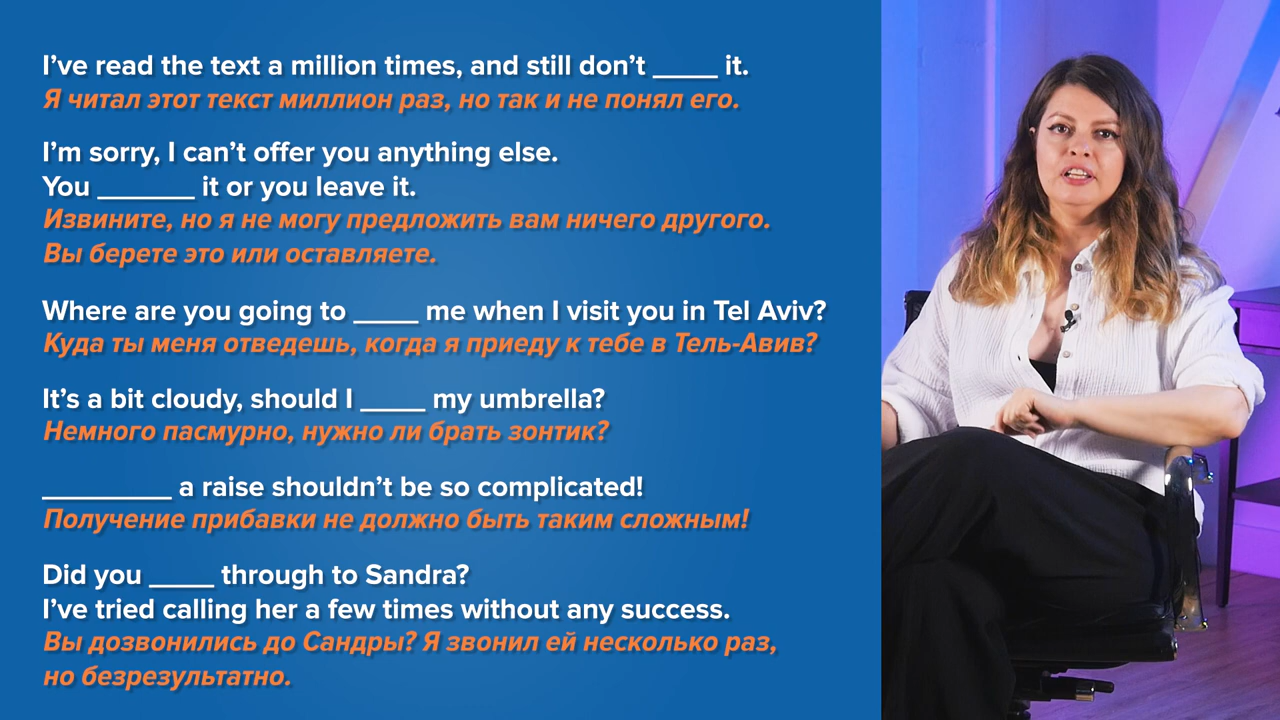 I’ve read the text a million times, and still don’t ____ it.
Я читал этот текст миллион раз, но так и не понял его.
I’m sorry, I can’t offer you anything else.
You ______ it or you leave it.
Извините, но я не могу предложить вам ничего другого.
Вы берете это или оставляете.
Where are you going to ____ me when I visit you in Tel Aviv?
Куда ты меня отведешь, когда я приеду к тебе в Тель-Авив?
It’s a bit cloudy, should I ____ my umbrella?
Немного пасмурно, нужно ли брать зонтик?
________ a raise shouldn’t be so complicated!
Получение прибавки не должно быть таким сложным!
Did you ____ through to Sandra?
I’ve tried calling her a few times without any success.
Вы дозвонились до Сандры? Я звонил ей несколько раз,
но безрезультатно.